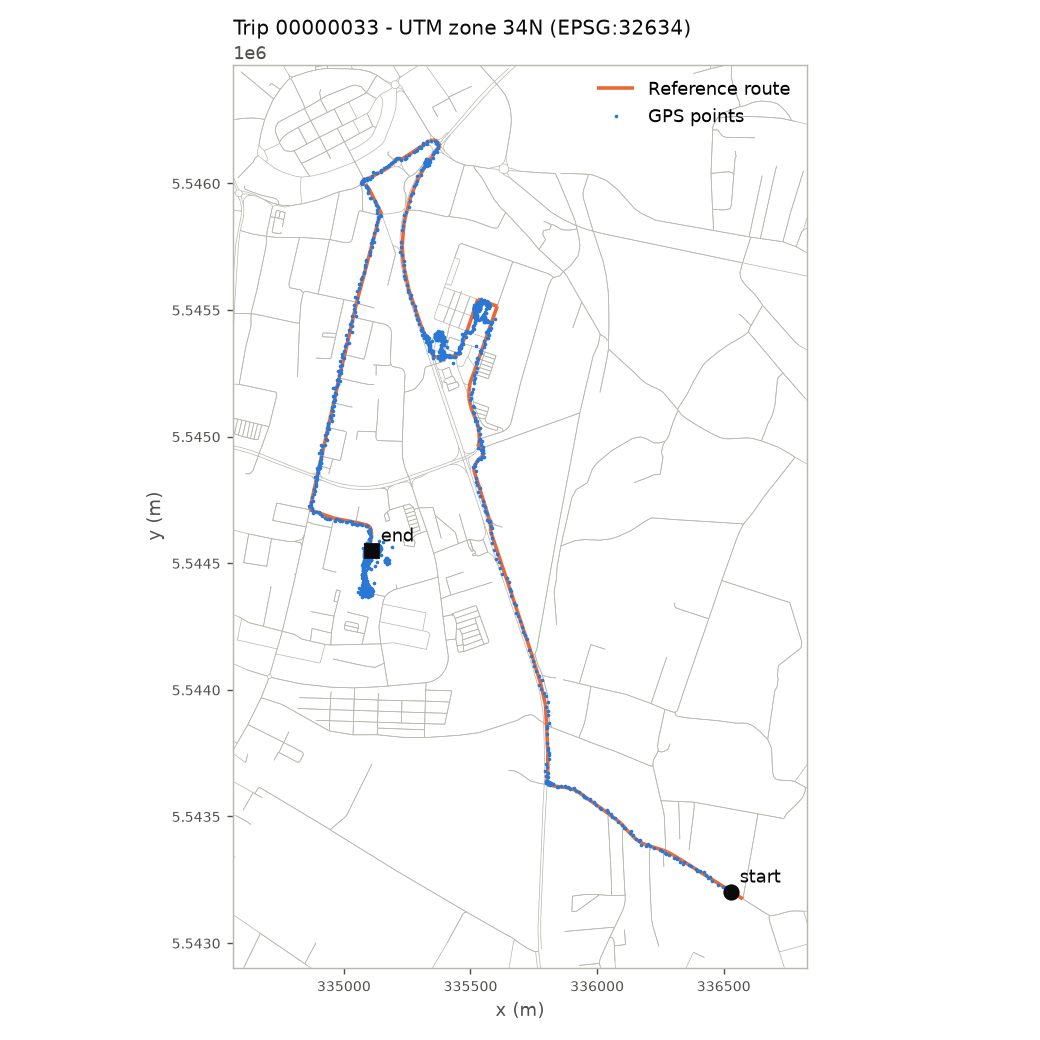 Trip 00000033 - UTM zone 34N (EPSG:32634)
1e6
Reference route
GPS points
5.5460
5.5455
5.5450
5.5445
5.5440
5.5435
5.5430
y (m)
end
start
335000
335500
336000
336500
x (m)